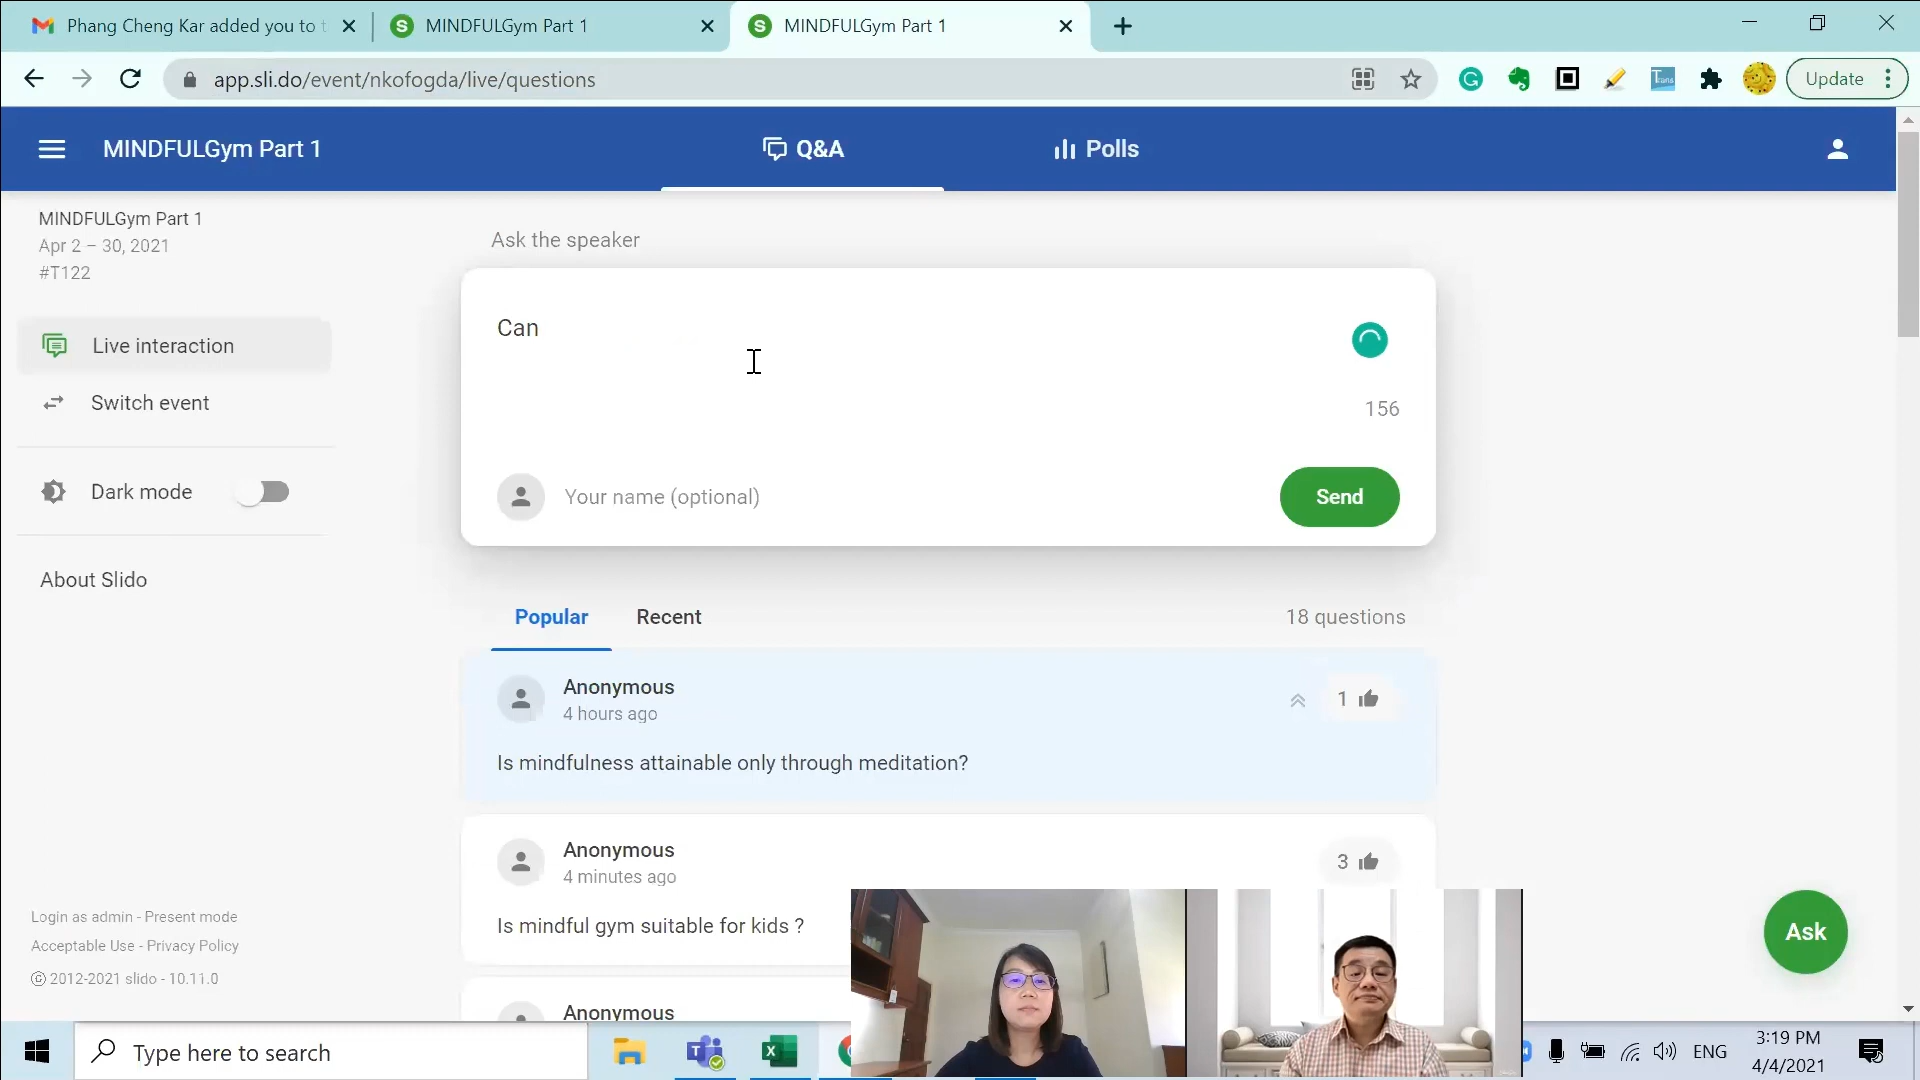 Phang Cheng Kar added you to t
MINDFULGym Part 1
MINDFULGym Part 1
app.sli.do/event/nkofogda/live/questions
Update
MINDFULGym Part 1
Q&A
Polls
MINDFULGym Part 1
Apr 2 – 30, 2021
#T122
Live interaction
Switch event
Dark mode
About Slido
Login as admin - Present mode
Acceptable Use - Privacy Policy
© 2012-2021 slido - 10.11.0
Ask the speaker
Can
156
Your name (optional)
Send
Popular
Recent
18 questions
Anonymous
4 hours ago
1
Is mindfulness attainable only through meditation?
Anonymous
4 minutes ago
3
Is mindful gym suitable for kids ?
Anonymous
Ask
Type here to search
ENG
3:19 PM
4/4/2021